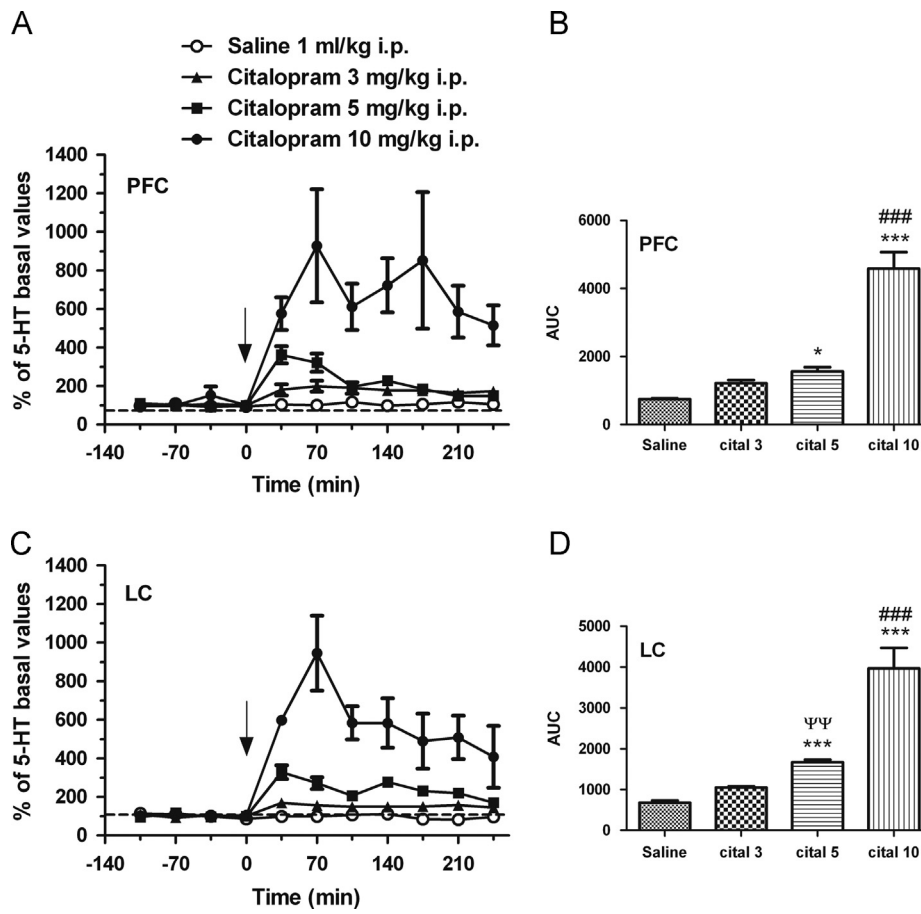 A
Saline 1 ml/kg i.p.
Citalopram 3 mg/kg i.p.
Citalopram 5 mg/kg i.p.
Citalopram 10 mg/kg i.p.
% of 5-HT basal values
1400
1200
1000
800
600
400
200
0
PFC
-140 -70 0 70 140 210
Time (min)
B
AUC
6000
4000
2000
0
PFC
*
###
***
Saline cital 3 cital 5 cital 10
C
% of 5-HT basal values
1400
1200
1000
800
600
400
200
0
LC
-140 -70 0 70 140 210
Time (min)
D
AUC
5000
4000
3000
2000
1000
0
LC
ΨΨ
***
###
***
Saline cital 3 cital 5 cital 10